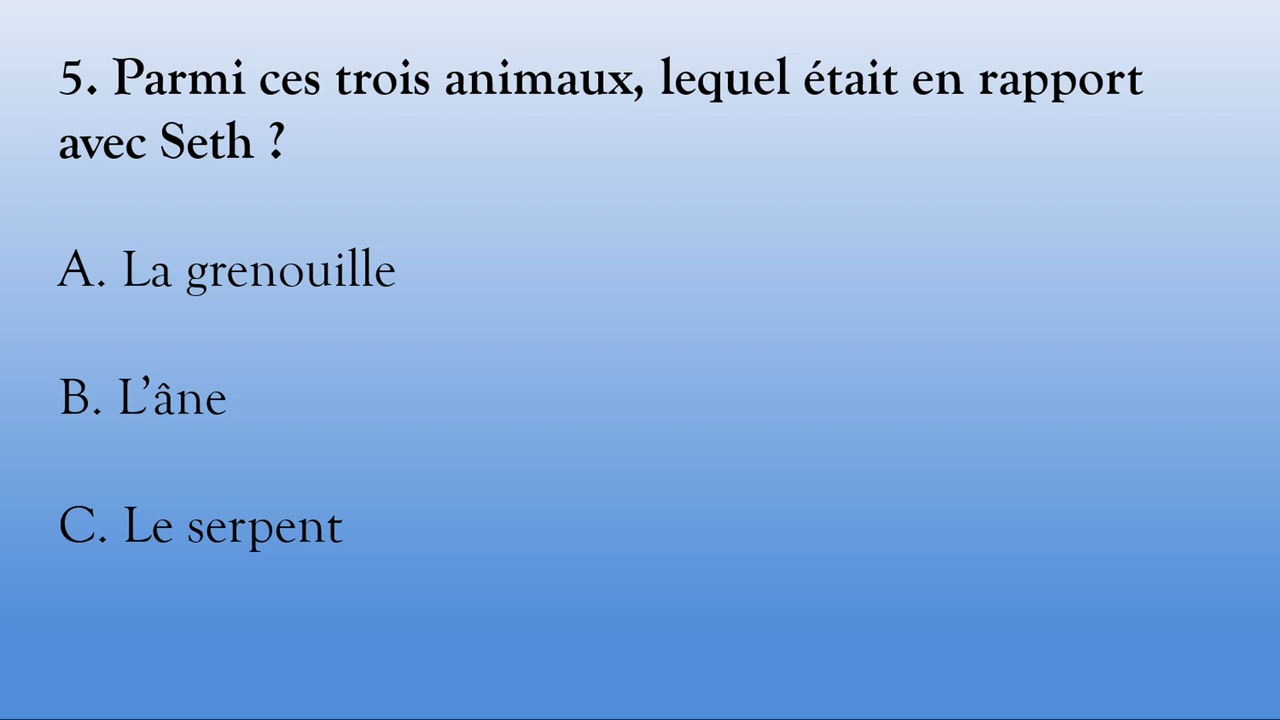 5. Parmi ces trois animaux, lequel était en rapport
avec Seth ?
A. La grenouille
B. L’âne
C. Le serpent